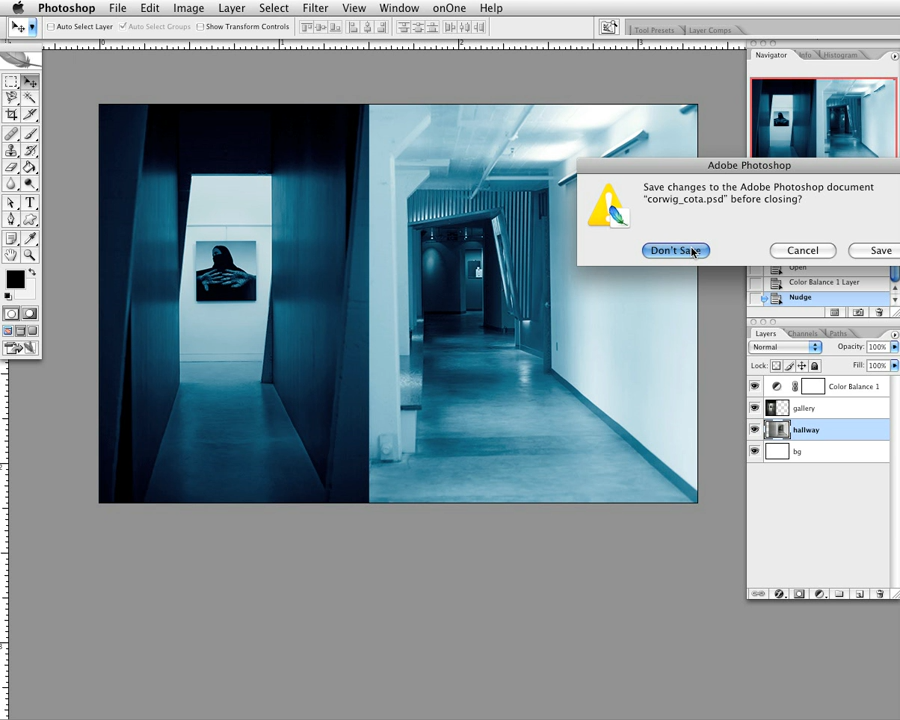 Photoshop File Edit Image Layer Select Filter View Window onOne Help
Auto Select Layer Auto Select Groups Show Transform Controls
Tool Presets Layer Comps
Navigator Info Histogram
Adobe Photoshop
Save changes to the Adobe Photoshop document
“corwig_cota.psd” before closing?
Don't Save Cancel Save
Open
Color Balance 1 Layer
Nudge
Layers Channels Paths
Normal Opacity: 100%
Lock: Fill: 100%
Color Balance 1
gallery
hallway
bg